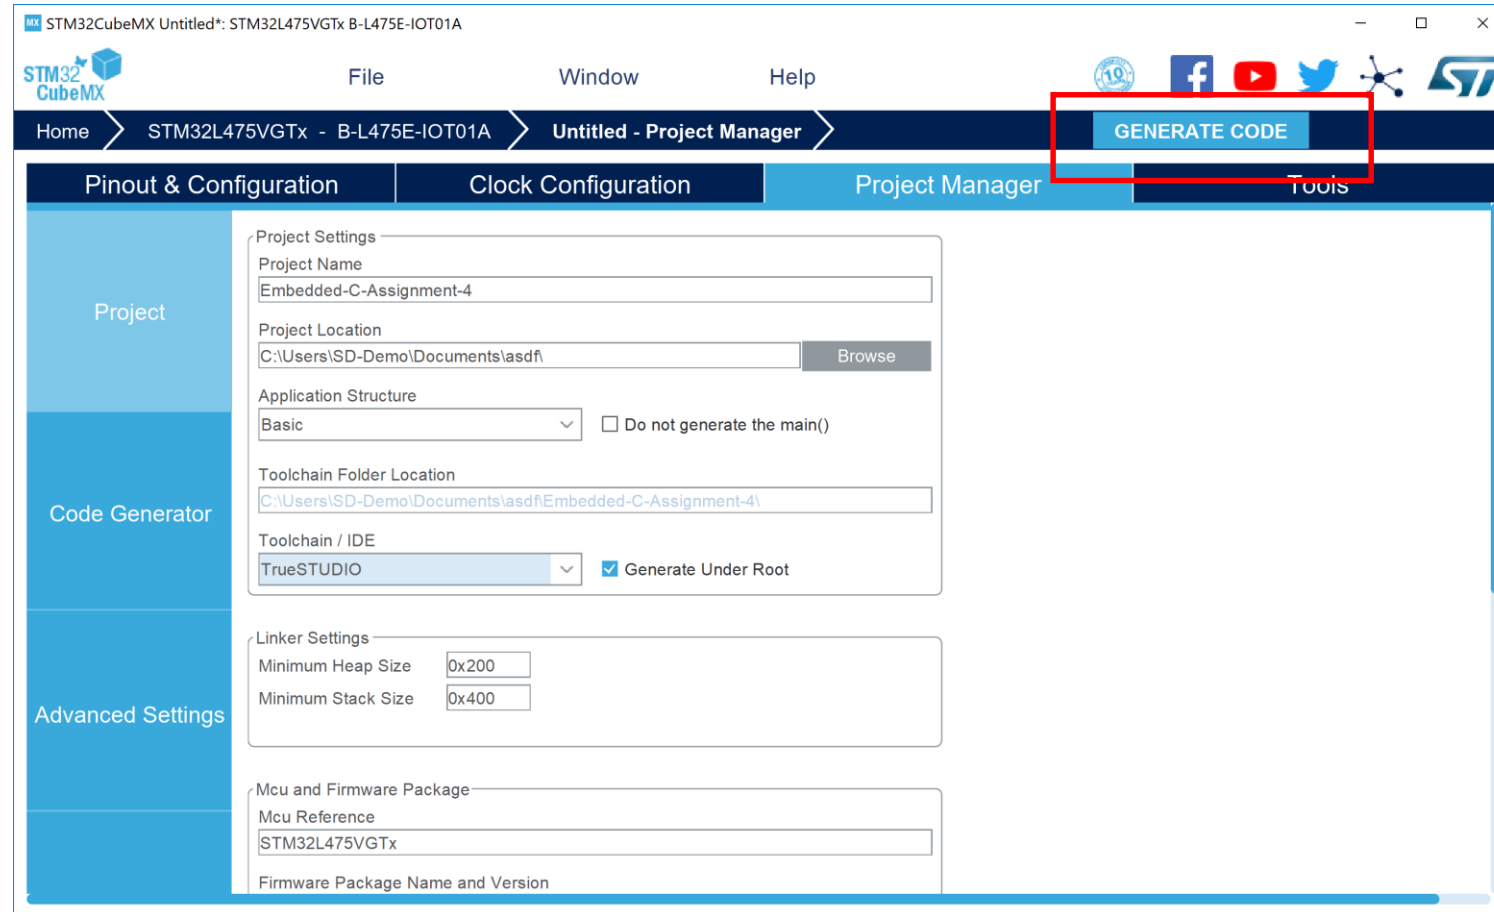 MX STM32CubeMX Untitled*: STM32L475VGTx B-L475E-IOT01A
STM32
CubeMX
File Window Help
10
f
ST
Home STM32L475VGTx - B-L475E-IOT01A Untitled - Project Manager GENERATE CODE
Pinout & Configuration Clock Configuration Project Manager Tools
Project
Code Generator
Advanced Settings
Project Settings
Project Name
Embedded-C-Assignment-4
Project Location
C:\Users\SD-Demo\Documents\asdf\ Browse
Application Structure
Basic Do not generate the main()
Toolchain Folder Location
C:\Users\SD-Demo\Documents\asdf\Embedded-C-Assignment-4\
Toolchain / IDE
TrueSTUDIO Generate Under Root
Linker Settings
Minimum Heap Size 0x200
Minimum Stack Size 0x400
Mcu and Firmware Package
Mcu Reference
STM32L475VGTx
Firmware Package Name and Version